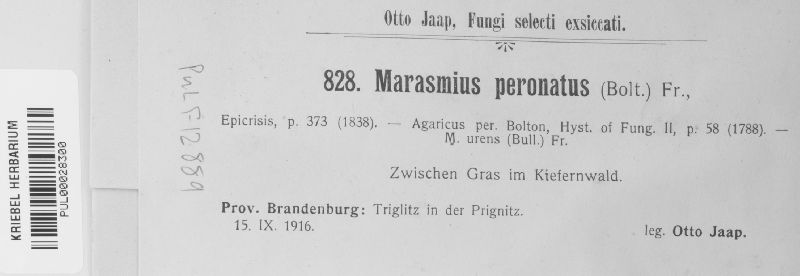 Otto Jaap, Fungi selecti exsiccati.
828. Marasmius peronatus (Bolt.) Fr.,
Epicrisis, p. 373 (1838). — Agaricus per. Bolton, Hyst. of Fung. II, p. 58 (1788). —
M. urens (Bull.) Fr.
Zwischen Gras im Kiefernwald.
Prov. Brandenburg: Triglitz in der Prignitz.
15. IX. 1916.
leg. Otto Jaap.
PUL F12889
KRIEBEL HERBARIUM
PUL00028300